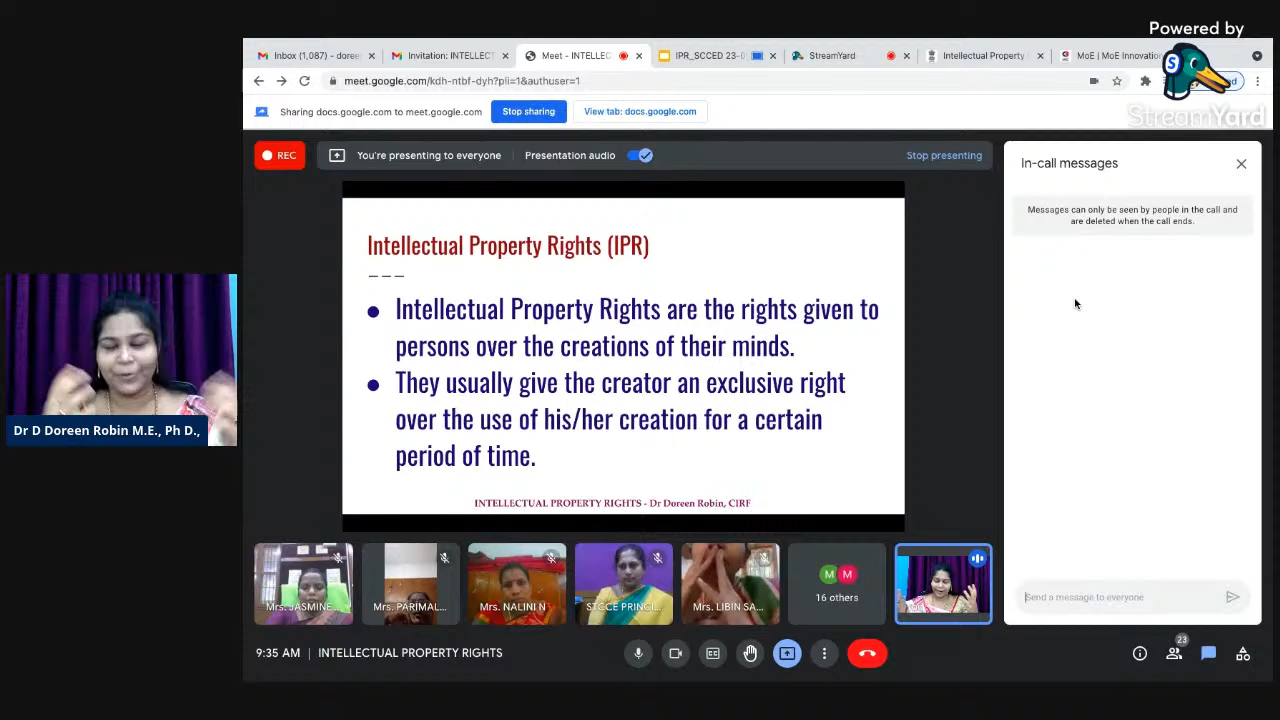 Powered by
StreamYard
Inbox (1,087) - doree
Invitation: INTELLECT
Meet - INTELLEC
IPR_SCCED 23-0
StreamYard
Intellectual Property
MoE | MoE Innovation
meet.google.com/kdh-ntbf-dyh?pli=1&authuser=1
Sharing docs.google.com to meet.google.com
Stop sharing
View tab: docs.google.com
REC
You're presenting to everyone
Presentation audio
Stop presenting
In-call messages
Messages can only be seen by people in the call and
are deleted when the call ends.
Intellectual Property Rights (IPR)
● Intellectual Property Rights are the rights given to
persons over the creations of their minds.
● They usually give the creator an exclusive right
over the use of his/her creation for a certain
period of time.
INTELLECTUAL PROPERTY RIGHTS - Dr Doreen Robin, CIRF
Dr D Doreen Robin M.E., Ph D.,
Mrs. JASMINE...
Mrs. PARIMAL...
Mrs. NALINI N
STCCE PRINCI...
Mrs. LIBIN SA...
M M
16 others
Send a message to everyone
9:35 AM | INTELLECTUAL PROPERTY RIGHTS
23